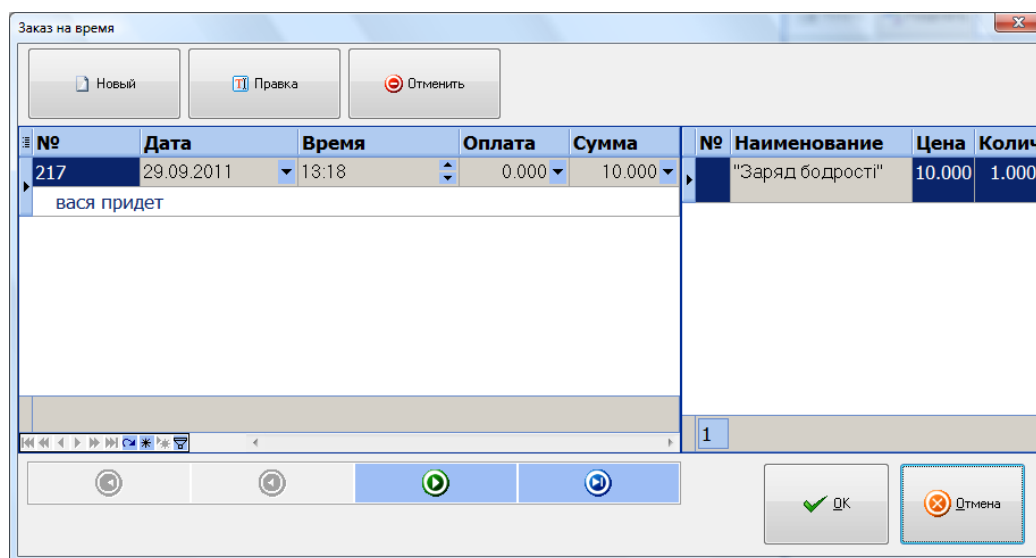 Заказ на время
Новый Правка Отменить
№ Дата Время Оплата Сумма № Наименование Цена Колич
217 29.09.2011 13:18 0.000 10.000 "Заряд бодрості" 10.000 1.000
вася придет
1
OK Отмена